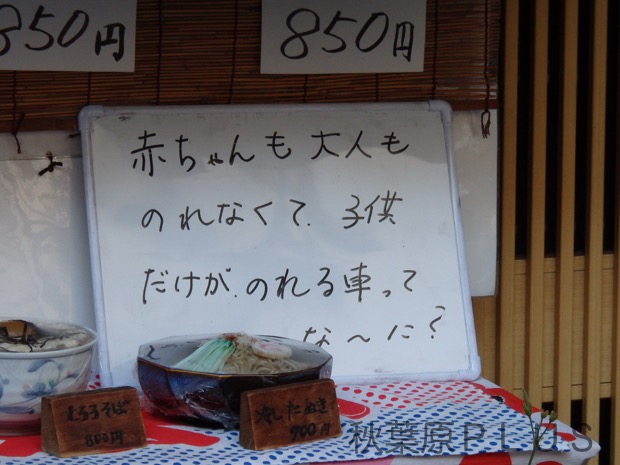 850円
850円
赤ちゃんも大人も
のれなくて、子供
だけが、のれる車って
な〜に?
とろろそば
800円
冷したぬき
900円
秋葉原PLUS